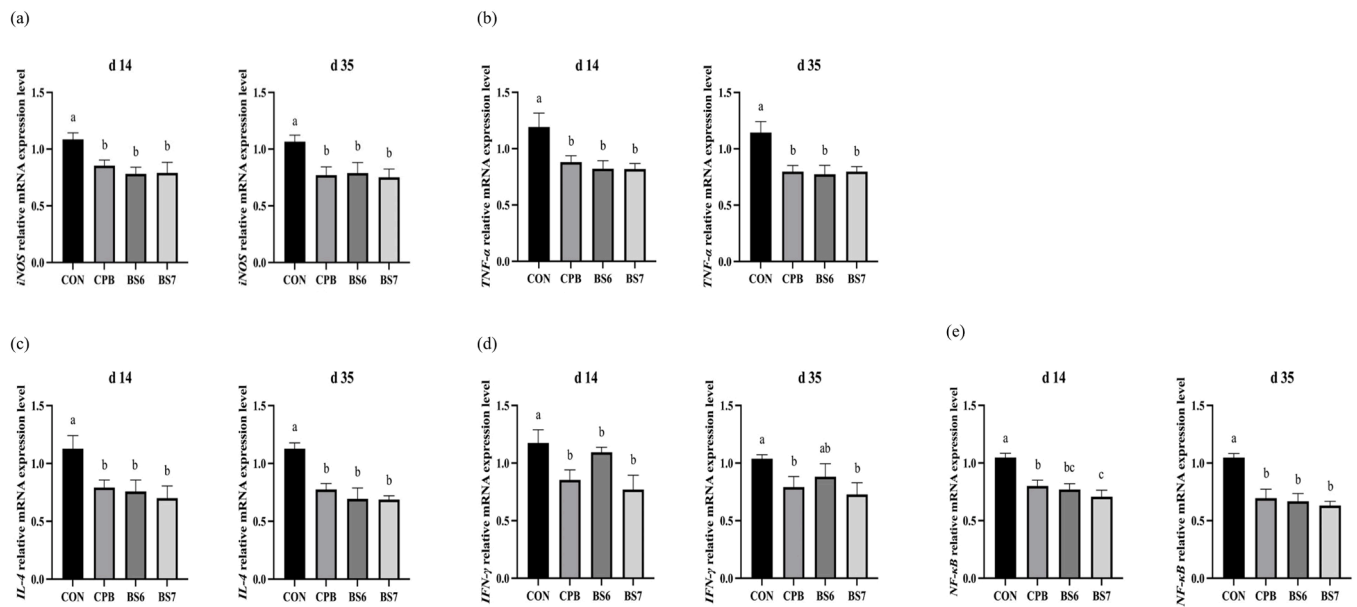 (a)
d 14
iNOS relative mRNA expression level
1.5
1.0
0.5
0.0
a
b
b
b
CON CPB BS6 BS7
d 35
iNOS relative mRNA expression level
1.5
1.0
0.5
0.0
a
b
b
b
CON CPB BS6 BS7
(b)
d 14
TNF-α relative mRNA expression level
1.5
1.0
0.5
0.0
a
b
b
b
CON CPB BS6 BS7
d 35
TNF-α relative mRNA expression level
1.5
1.0
0.5
0.0
a
b
b
b
CON CPB BS6 BS7
(c)
d 14
IL-4 relative mRNA expression level
1.5
1.0
0.5
0.0
a
b
b
b
CON CPB BS6 BS7
d 35
IL-4 relative mRNA expression level
1.5
1.0
0.5
0.0
a
b
b
b
CON CPB BS6 BS7
(d)
d 14
IFN-γ relative mRNA expression level
1.5
1.0
0.5
0.0
a
b
b
b
CON CPB BS6 BS7
d 35
IFN-γ relative mRNA expression level
1.5
1.0
0.5
0.0
a
b
ab
b
CON CPB BS6 BS7
(e)
d 14
NF-κB relative mRNA expression level
1.5
1.0
0.5
0.0
a
b
bc
c
CON CPB BS6 BS7
d 35
NF-κB relative mRNA expression level
1.5
1.0
0.5
0.0
a
b
b
b
CON CPB BS6 BS7